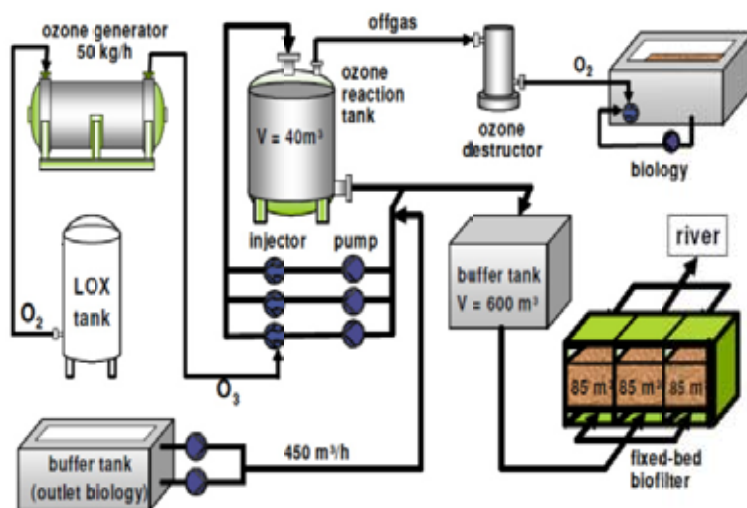 ozone generator
50 kg/h
offgas
ozone
reaction
tank
V = 40m³
O₂
ozone
destructor
biology
injector
pump
LOX
tank
O₂
O₃
buffer tank
V = 600 m³
river
85 m³
85 m³
85 m³
fixed-bed
biofilter
buffer tank
(outlet biology)
450 m³/h